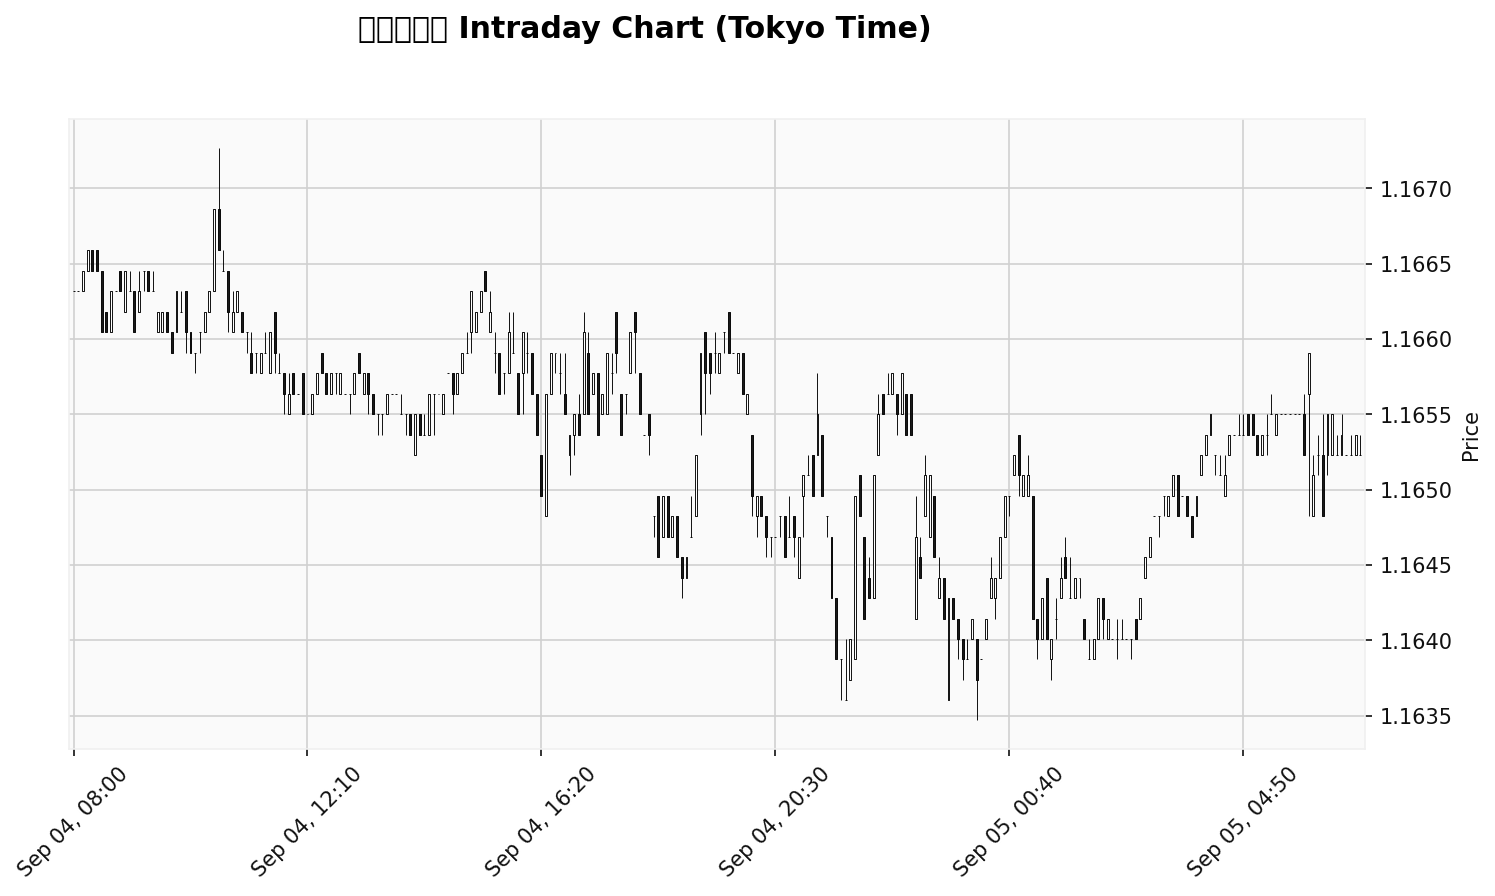 Intraday Chart (Tokyo Time)
1.1670
1.1665
1.1660
1.1655
1.1650
1.1645
1.1640
1.1635
Price
Sep 04, 08:00
Sep 04, 12:10
Sep 04, 16:20
Sep 04, 20:30
Sep 05, 00:40
Sep 05, 04:50